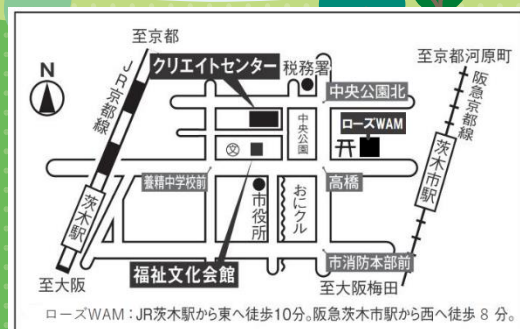 至京都
至京都河原町
N
JR京都線
クリエイトセンター
税務署
中央公園北
阪急京都線
中央公園
ローズWAM
文
茨木駅
養精中学校前
市役所
おにクル
高橋
茨木市駅
市消防本部前
至大阪
福祉文化会館
至大阪梅田
ローズWAM:JR茨木駅から東へ徒歩10分。阪急茨木市駅から西へ徒歩 8 分。